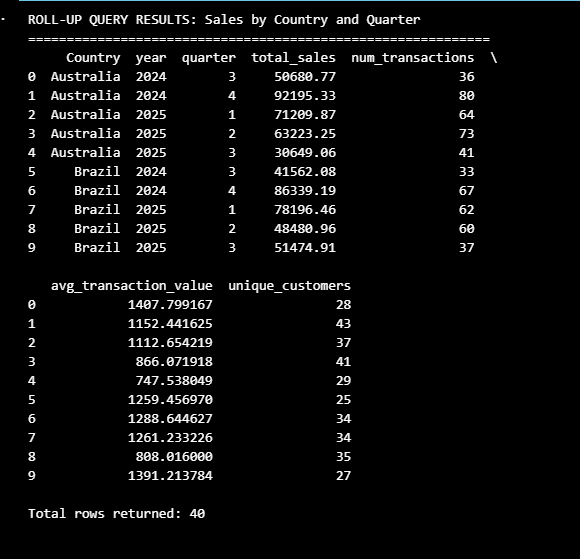 ROLL-UP QUERY RESULTS: Sales by Country and Quarter
============================================================
     Country  year  quarter  total_sales  num_transactions  \
0  Australia  2024        3     50680.77                36
1  Australia  2024        4     92195.33                80
2  Australia  2025        1     71209.87                64
3  Australia  2025        2     63223.25                73
4  Australia  2025        3     30649.06                41
5     Brazil  2024        3     41562.08                33
6     Brazil  2024        4     86339.19                67
7     Brazil  2025        1     78196.46                62
8     Brazil  2025        2     48480.96                60
9     Brazil  2025        3     51474.91                37

   avg_transaction_value  unique_customers
0            1407.799167                28
1            1152.441625                43
2            1112.654219                37
3             866.071918                41
4             747.538049                29
5            1259.456970                25
6            1288.644627                34
7            1261.233226                34
8             808.016000                35
9            1391.213784                27

Total rows returned: 40